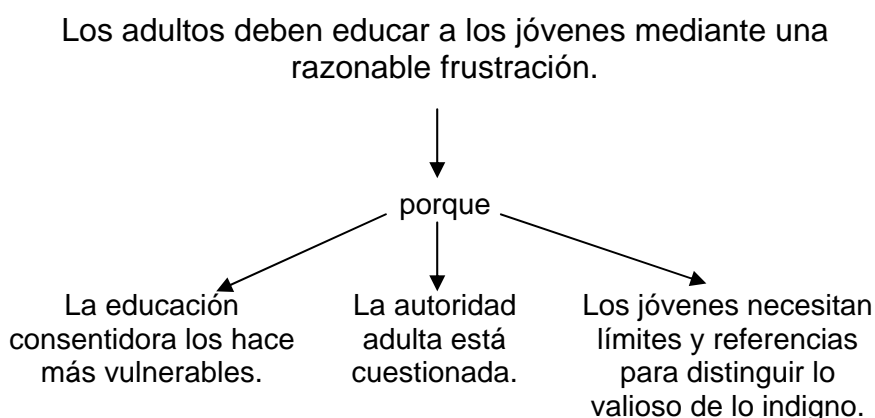 Los adultos deben educar a los jóvenes mediante una
razonable frustración.
porque
La educación
consentidora los hace
más vulnerables.
La autoridad
adulta está
cuestionada.
Los jóvenes necesitan
límites y referencias
para distinguir lo
valioso de lo indigno.